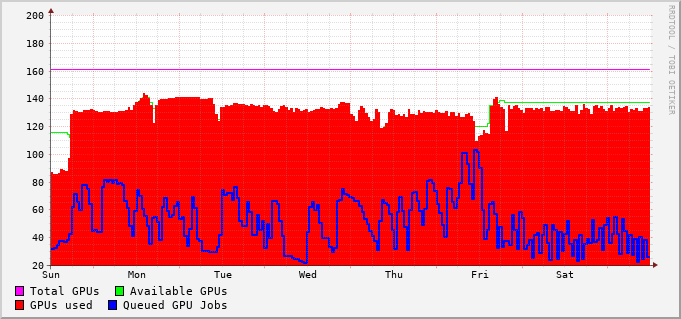 RRDTOOL / TOBI OETIKER
200
180
160
140
120
100
80
60
40
20
Sun Mon Tue Wed Thu Fri Sat
Total GPUs Available GPUs
GPUs used Queued GPU Jobs